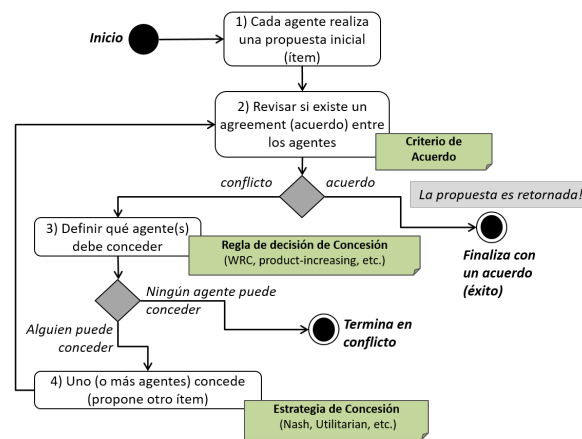 Inicio
1) Cada agente realiza
una propuesta inicial
(ítem)
2) Revisar si existe un
agreement (acuerdo) entre
los agentes
Criterio de
Acuerdo
conflicto
acuerdo
La propuesta es retornada!
3) Definir qué agente(s)
debe conceder
Regla de decisión de Concesión
(WRC, product-increasing, etc.)
Finaliza con
un acuerdo
(éxito)
Ningún agente puede
conceder
Termina en
conflicto
Alguien puede
conceder
4) Uno (o más agentes) concede
(propone otro ítem)
Estrategia de Concesión
(Nash, Utilitarian, etc.)